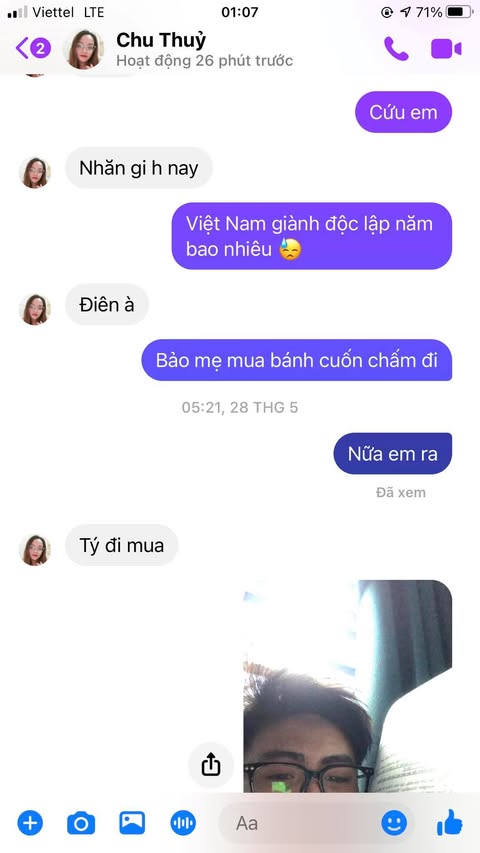 Viettel LTE 01:07 71%
2 Chu Thuỷ
Hoạt động 26 phút trước
Cứu em
Nhăn gi h nay
Việt Nam giành độc lập năm
bao nhiêu 😓
Điên à
Bảo mẹ mua bánh cuốn chấm đi
05:21, 28 THG 5
Nữa em ra
Đã xem
Tý đi mua
Aa